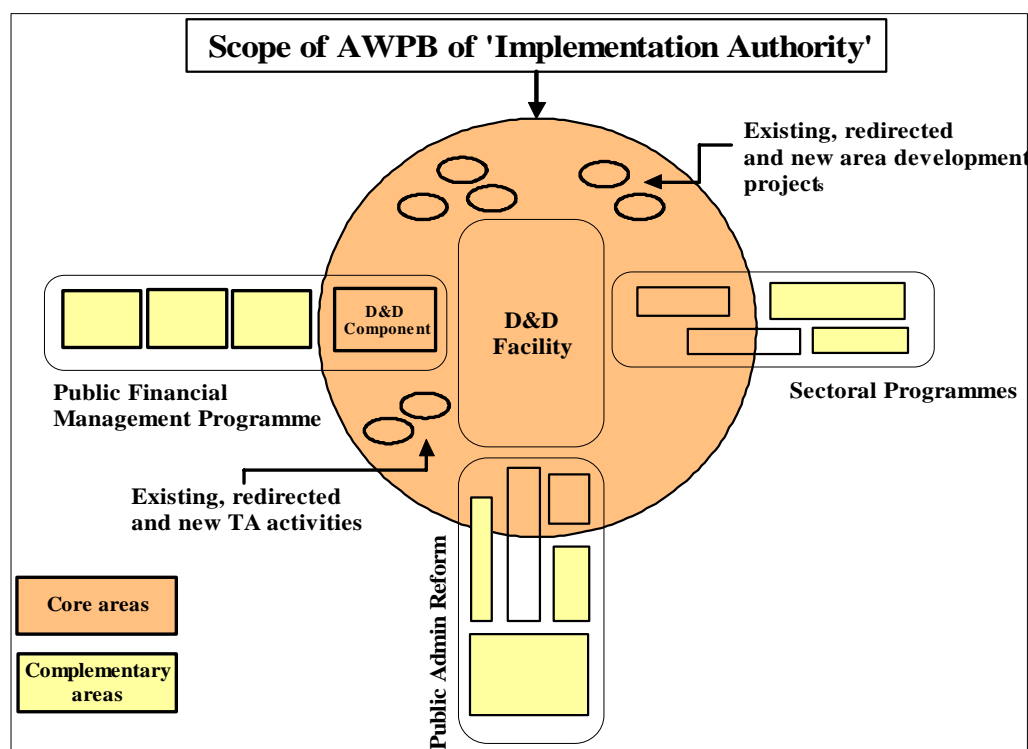 Scope of AWPB of 'Implementation Authority'
Existing, redirected
and new area development
projects
D&D
Component
D&D
Facility
Public Financial
Management Programme
Sectoral Programmes
Existing, redirected
and new TA activities
Public Admin Reform
Core areas
Complementary
areas